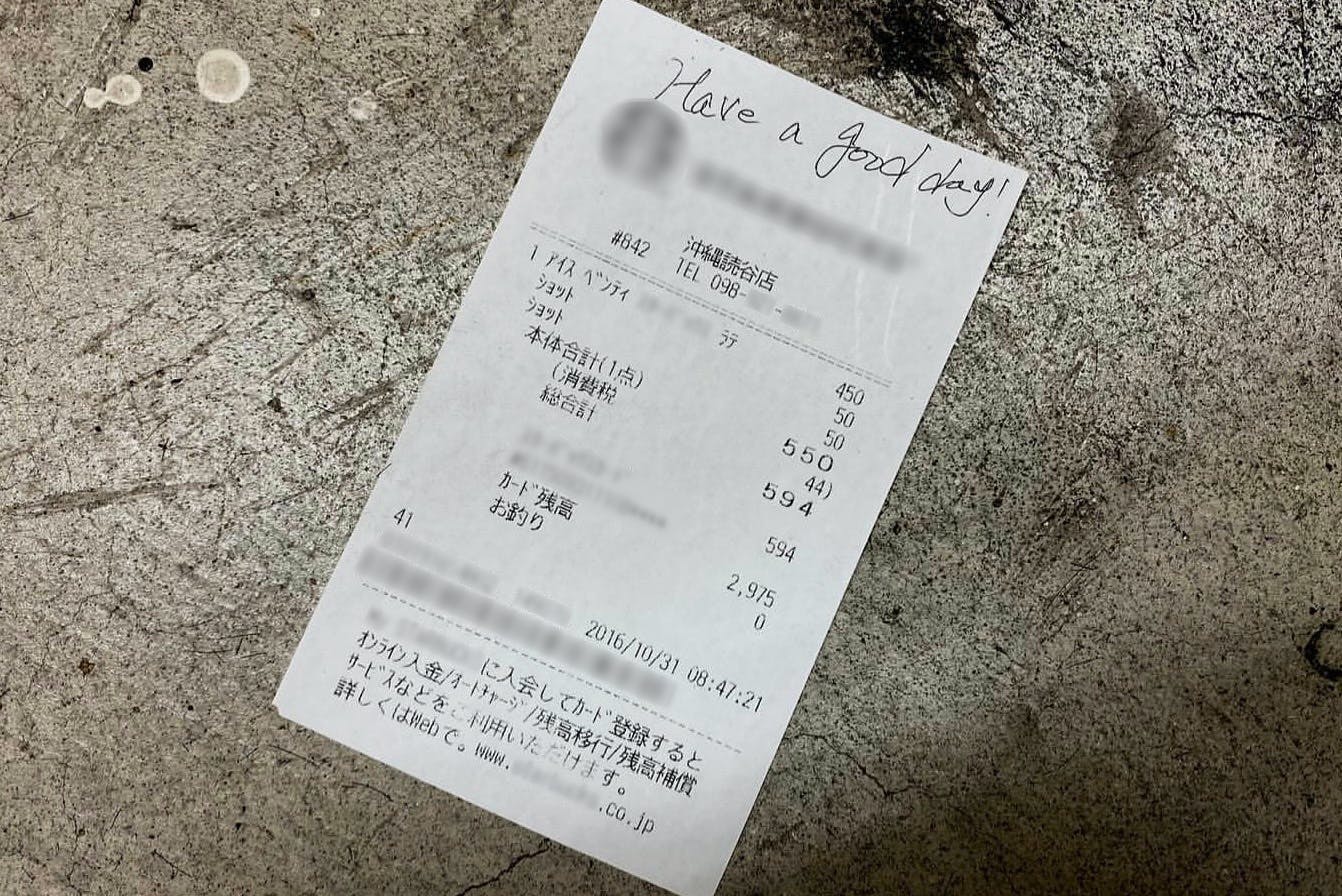 Have a good day!
#842 沖縄読谷店
TEL 098-
1 アイス ベンティ ラテ 450
ショット 50
ショット 50
本体合計(1点) 550
(消費税 44)
総合計 594
594
カード残高 2,975
お釣り 0
41
2016/10/31 08:47:21
に入会してカード登録すると
オンライン入金/オートチャージ/残高移行/残高補償
サービスなどをご利用いただけます。
詳しくはWebで。www. .co.jp